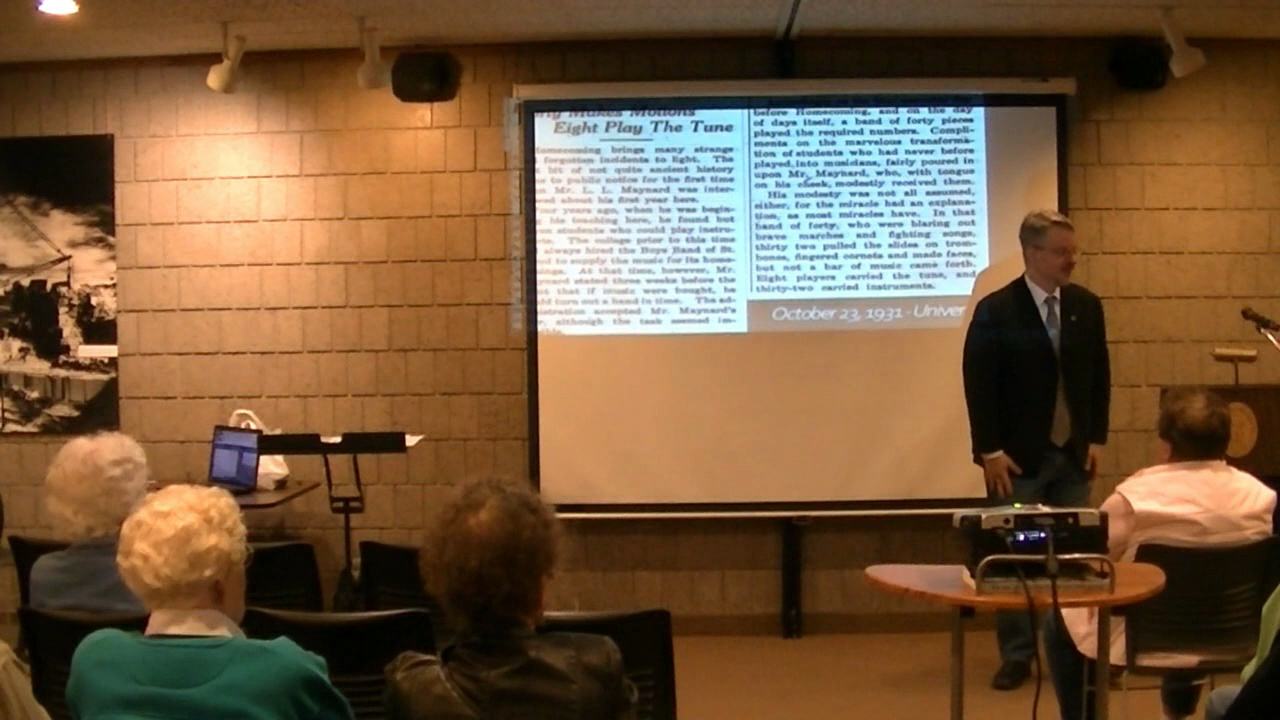 Makes Motions
Eight Play The Tune
omecoming brings many strange
forgotten incidents to light. The
bit of not quite ancient history
to public notice for the first time
Mr. L. L. Maynard was inter-
about his first year here.
our years ago, when he was begin-
his teaching here, he found but
students who could play instru-
The college prior to this time
always hired the Boys Band of St.
to supply the music for its home-
At that time, however, Mr.
ynard stated three weeks before the
that if music were bought, he
turn out a band in time. The ad-
istration accepted Mr. Maynard's
although the task seemed im-
before Homecoming, and on the day
of days itself, a band of forty pieces
played the required numbers. Compli-
ments on the marvelous transforma-
tion of students who had never before
played, into musicians, fairly poured in
upon Mr. Maynard, who, with tongue
on his cheek, modestly received them.
His modesty was not all assumed,
either, for the miracle had an explana-
tion, as most miracles have. In that
band of forty, who were blaring out
brave marches and fighting songs,
thirty two pulled the slides on trom-
bones, fingered cornets and made faces,
but not a bar of music came forth.
Eight players carried the tune, and
thirty-two carried instruments.
October 23, 1931 - Univer